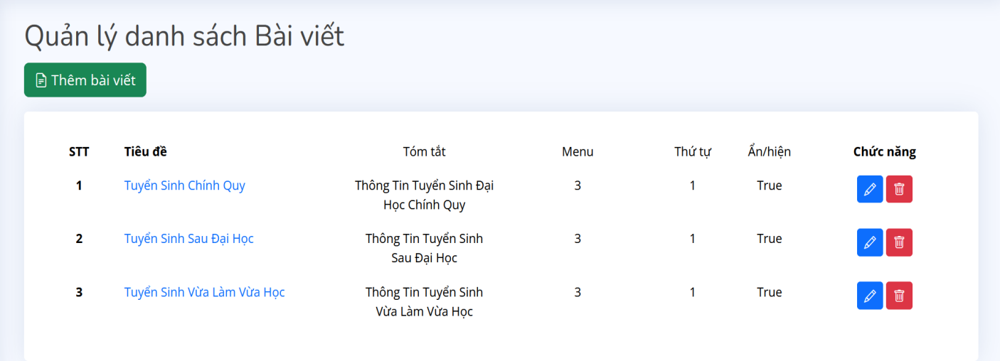 Quản lý danh sách Bài viết
Thêm bài viết
STT Tiêu đề Tóm tắt Menu Thứ tự Ẩn/hiện Chức năng
1 Tuyển Sinh Chính Quy Thông Tin Tuyển Sinh Đại 3 1 True
Học Chính Quy
2 Tuyển Sinh Sau Đại Học Thông Tin Tuyển Sinh 3 1 True
Sau Đại Học
3 Tuyển Sinh Vừa Làm Vừa Học Thông Tin Tuyển Sinh 3 1 True
Vừa Làm Vừa Học